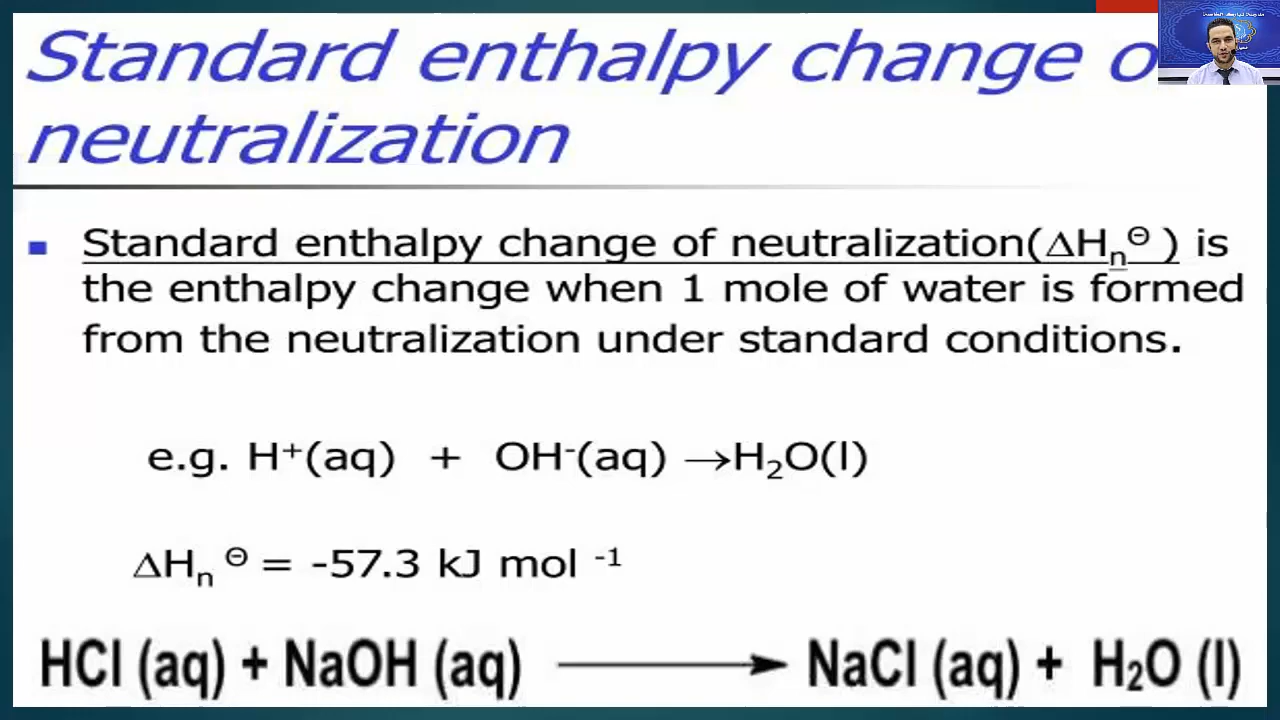 Standard enthalpy change o
neutralization
Standard enthalpy change of neutralization(ΔHₙ⊖ ) is
the enthalpy change when 1 mole of water is formed
from the neutralization under standard conditions.
e.g. H⁺(aq) + OH⁻(aq) →H₂O(l)
ΔHₙ ⊖ = -57.3 kJ mol ⁻¹
HCl (aq) + NaOH (aq) → NaCl (aq) + H₂O (l)